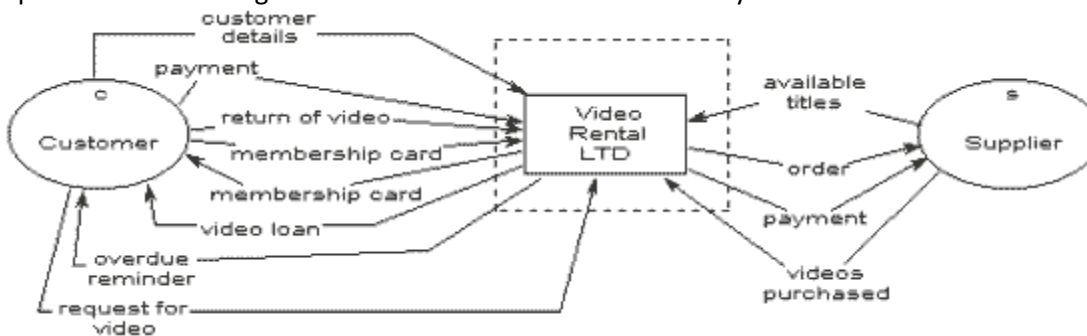 customer
details
payment
return of video
membership card
membership card
video loan
overdue
reminder
request for
video
c
Customer
Video
Rental
LTD
available
titles
order
payment
videos
purchased
s
Supplier